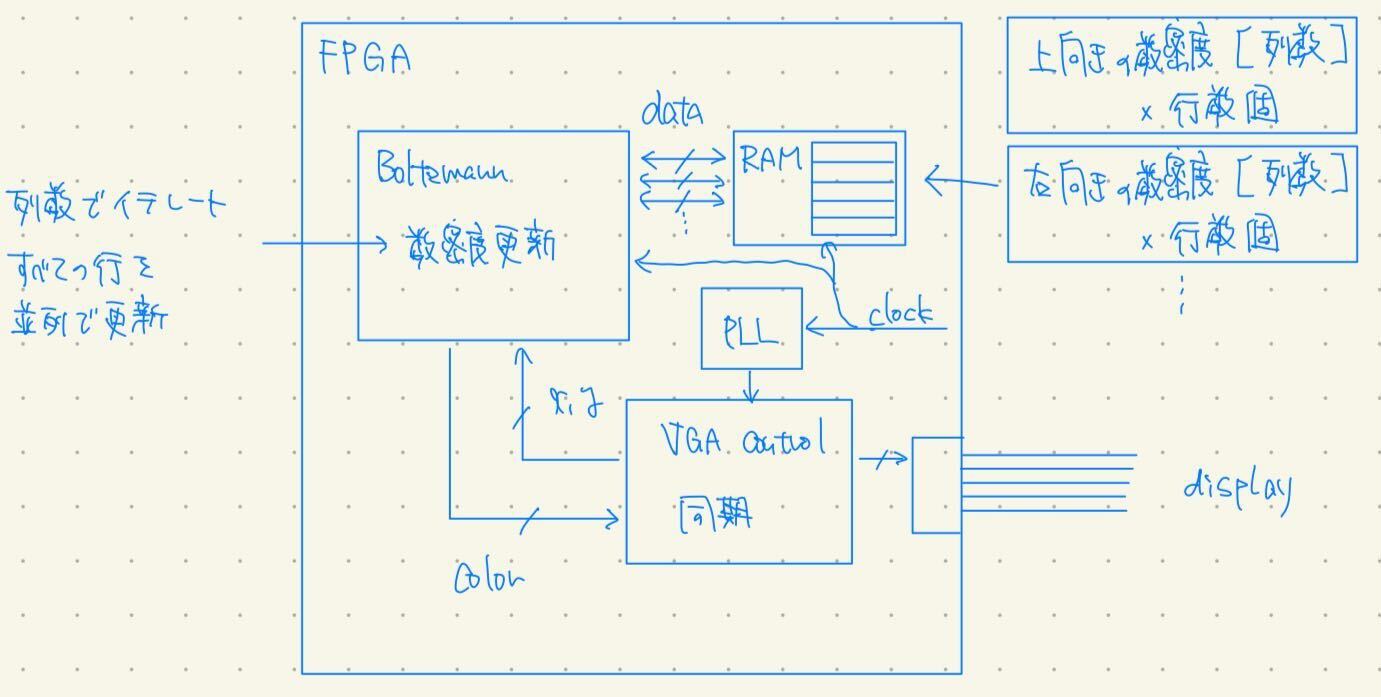 FPGA
上向きの数密度[列数]
×行数個
右向きの数密度[列数]
×行数個
⋮
data
Boltzmann
数密度更新
RAM
⋮
列数でイテレート
すべての行を
並列で更新
clock
PLL
x,y
VGA control
同期
display
color